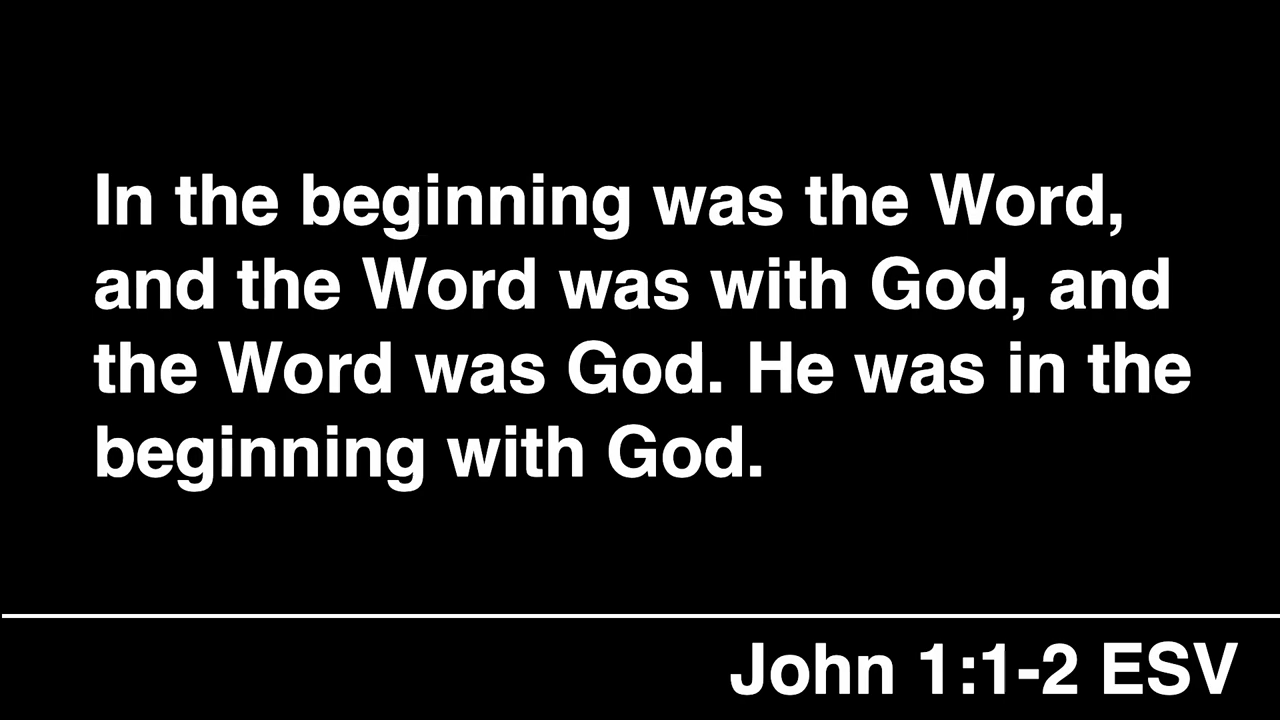 In the beginning was the Word,
and the Word was with God, and
the Word was God. He was in the
beginning with God.
John 1:1-2 ESV